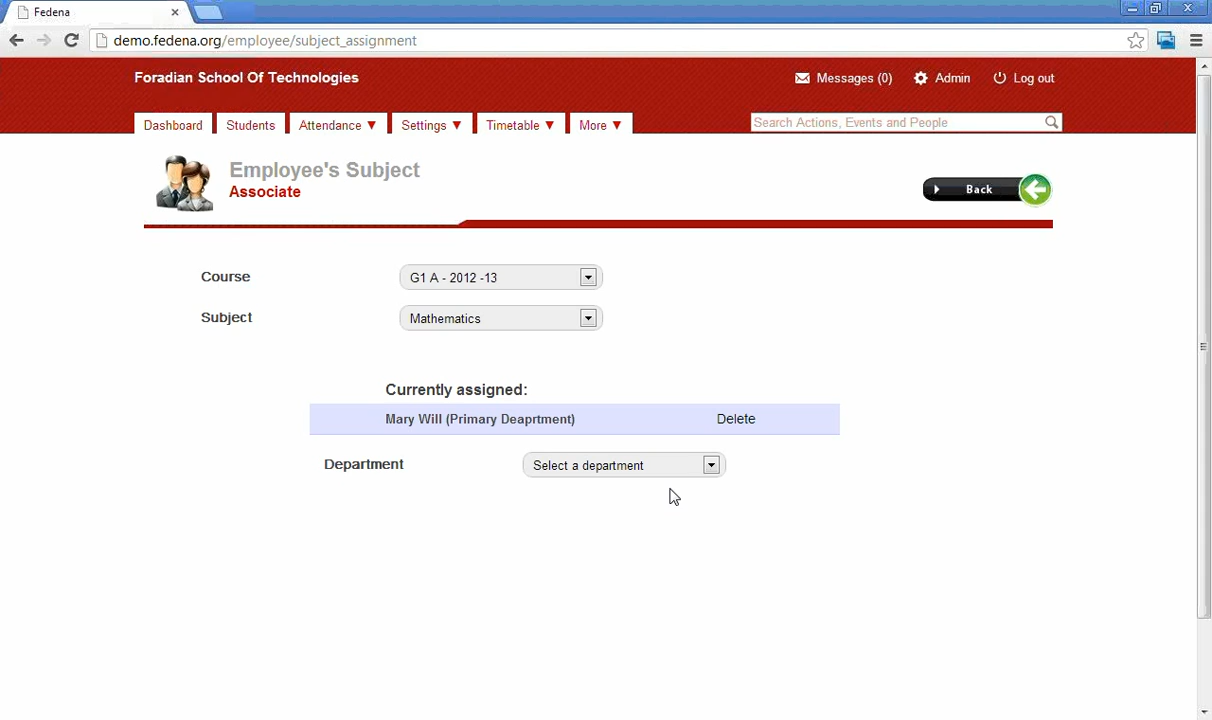 Fedena
demo.fedena.org/employee/subject_assignment
Foradian School Of Technologies
Messages (0) Admin Log out
Dashboard Students Attendance ▼ Settings ▼ Timetable ▼ More ▼ Search Actions, Events and People
Employee's Subject
Associate
Back
Course G1 A - 2012 -13
Subject Mathematics
Currently assigned:
Mary Will (Primary Deaprtment) Delete
Department Select a department